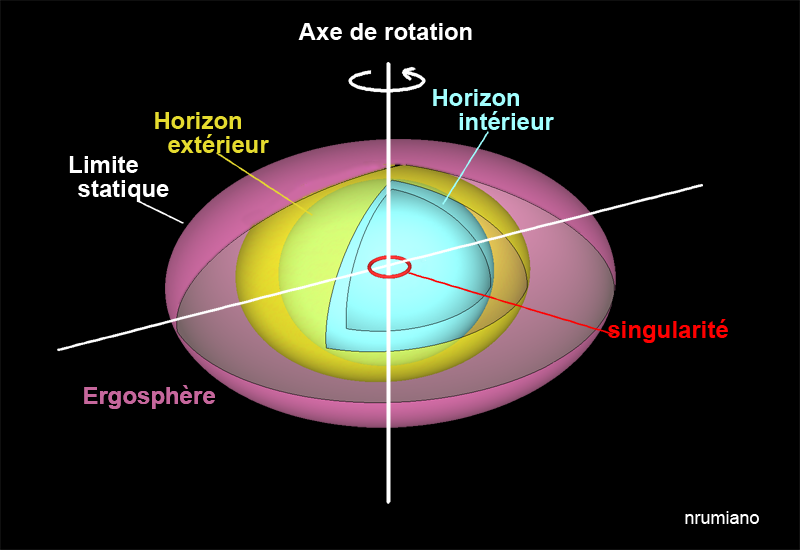 Axe de rotation
Horizon
intérieur
Horizon
extérieur
Limite
statique
singularité
Ergosphère
nrumiano